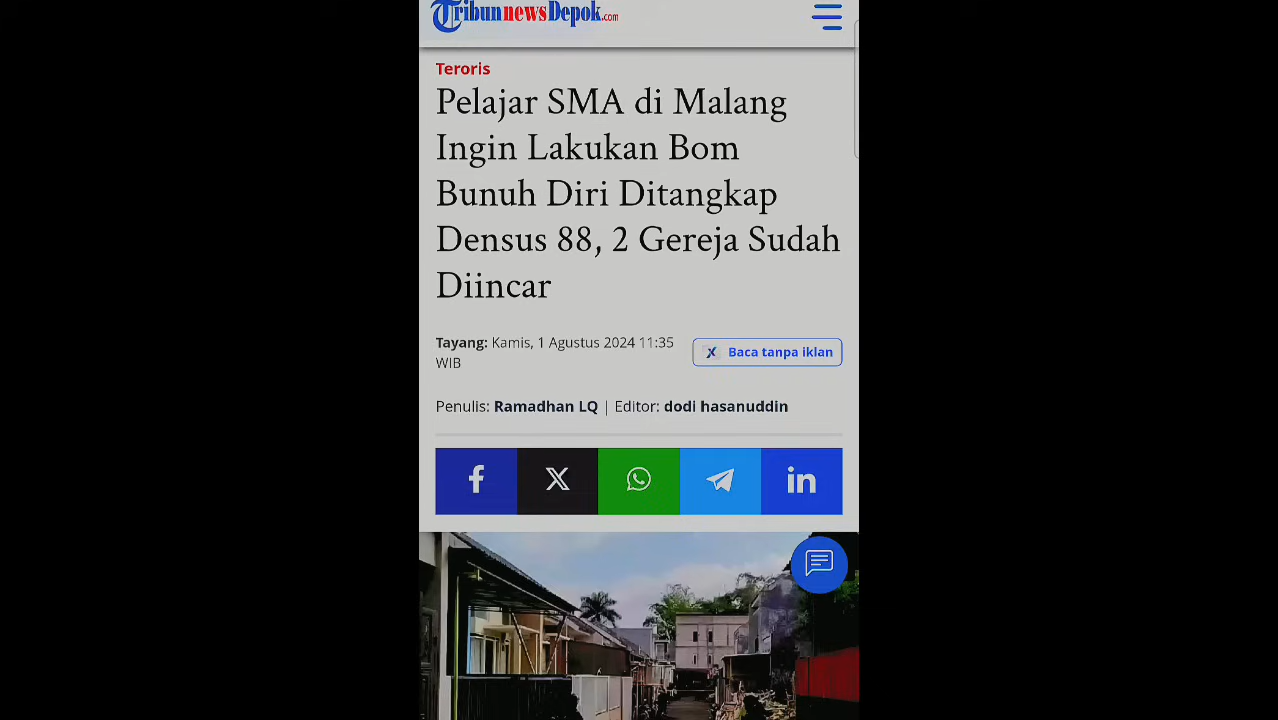 TribunnewsDepok.com
Teroris
Pelajar SMA di Malang
Ingin Lakukan Bom
Bunuh Diri Ditangkap
Densus 88, 2 Gereja Sudah
Diincar
Tayang: Kamis, 1 Agustus 2024 11:35
WIB
Baca tanpa iklan
Penulis: Ramadhan LQ | Editor: dodi hasanuddin